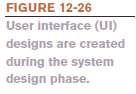 FIGURE 12-26
User interface (UI)
designs are created
during the system
design phase.